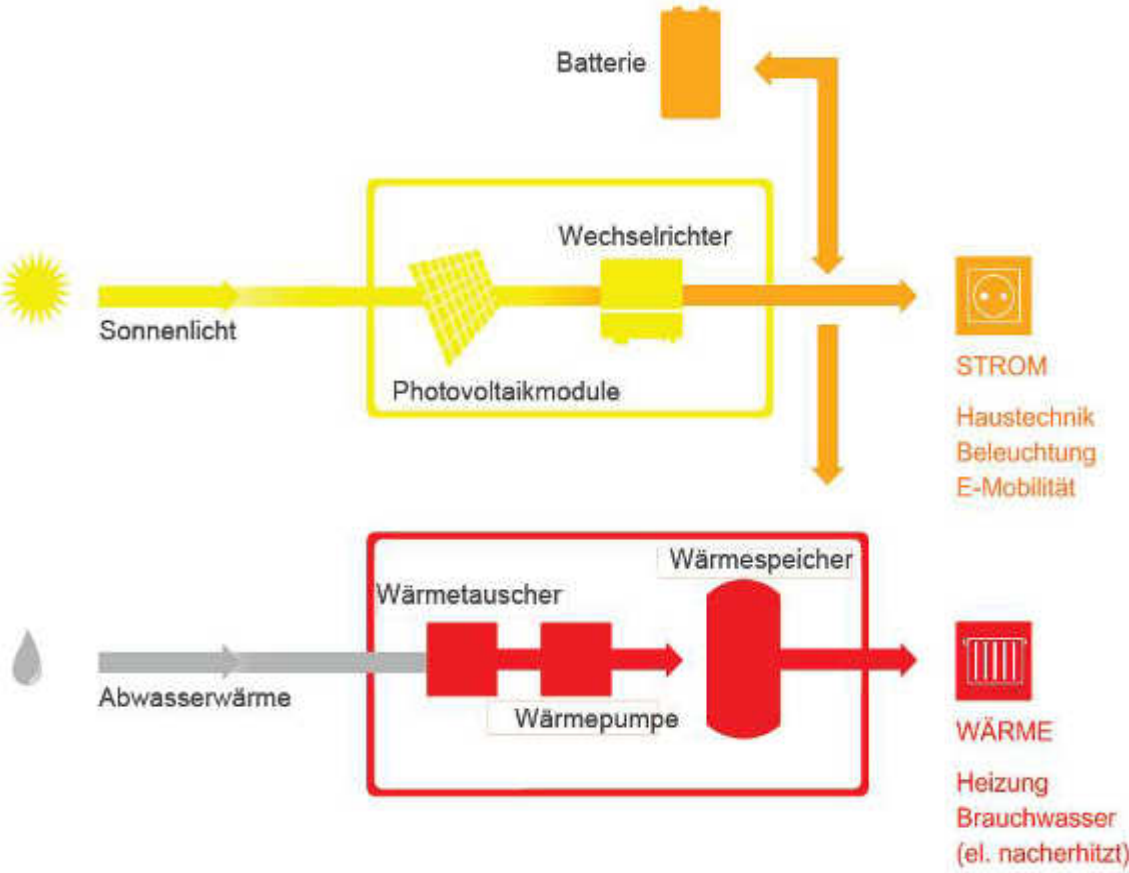 Batterie
Wechselrichter
Sonnenlicht
Photovoltaikmodule
STROM
Haustechnik
Beleuchtung
E-Mobilität
Wärmespeicher
Wärmetauscher
Abwasserwärme
Wärmepumpe
WÄRME
Heizung
Brauchwasser
(el. nacherhitzt)